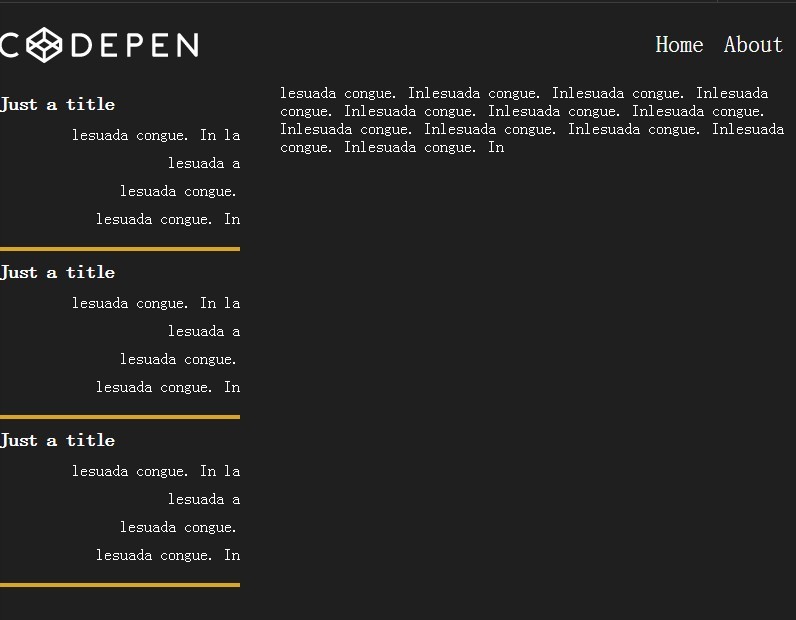 CODEPEN
Home About
Just a title
lesuada congue. In la
lesuada a
lesuada congue.
lesuada congue. In
Just a title
lesuada congue. In la
lesuada a
lesuada congue.
lesuada congue. In
Just a title
lesuada congue. In la
lesuada a
lesuada congue.
lesuada congue. In
lesuada congue. Inlesuada congue. Inlesuada congue. Inlesuada
congue. Inlesuada congue. Inlesuada congue. Inlesuada congue.
Inlesuada congue. Inlesuada congue. Inlesuada congue. Inlesuada
congue. Inlesuada congue. In